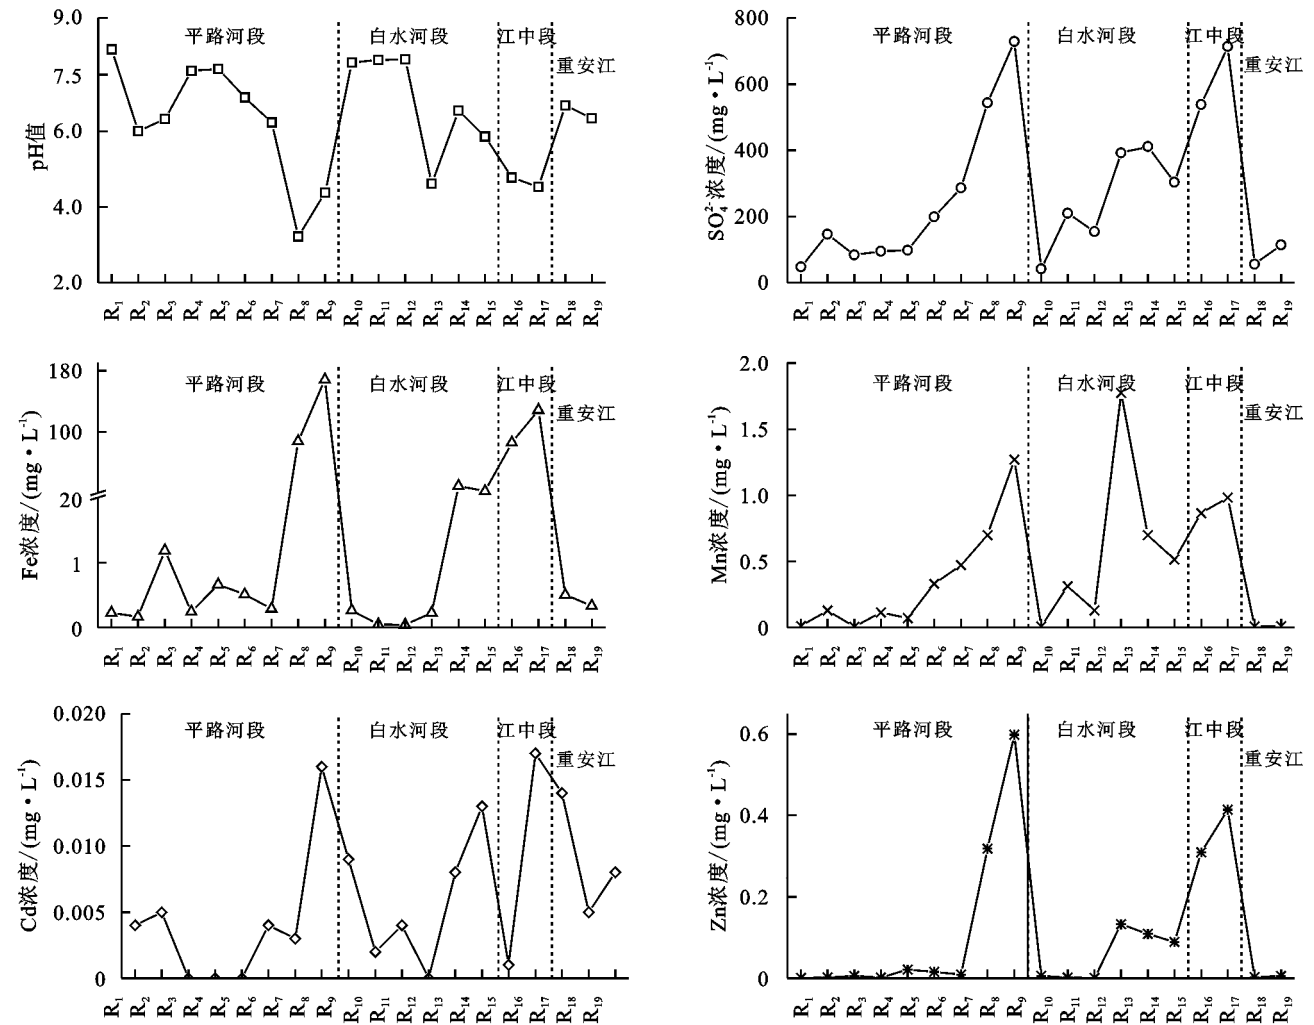 9.0
7.5
6.0
4.0
2.0
pH值
平路河段
白水河段
江中段
重安江
R1 R2 R3 R4 R5 R6 R7 R8 R9 R10 R11 R12 R13 R14 R15 R16 R17 R18 R19
800
600
400
200
0
SO4^2-浓度/(mg·L^-1)
平路河段
白水河段
江中段
重安江
R1 R2 R3 R4 R5 R6 R7 R8 R9 R10 R11 R12 R13 R14 R15 R16 R17 R18 R19
180
100
20
1
0
Fe浓度/(mg·L^-1)
平路河段
白水河段
江中段
重安江
R1 R2 R3 R4 R5 R6 R7 R8 R9 R10 R11 R12 R13 R14 R15 R16 R17 R18 R19
2.0
1.5
1.0
0.5
0
Mn浓度/(mg·L^-1)
平路河段
白水河段
江中段
重安江
R1 R2 R3 R4 R5 R6 R7 R8 R9 R10 R11 R12 R13 R14 R15 R16 R17 R18 R19
0.020
0.015
0.010
0.005
0
Cd浓度/(mg·L^-1)
平路河段
白水河段
江中段
重安江
R1 R2 R3 R4 R5 R6 R7 R8 R9 R10 R11 R12 R13 R14 R15 R16 R17 R18 R19
0.6
0.4
0.2
0
Zn浓度/(mg·L^-1)
平路河段
白水河段
江中段
重安江
R1 R2 R3 R4 R5 R6 R7 R8 R9 R10 R11 R12 R13 R14 R15 R16 R17 R18 R19